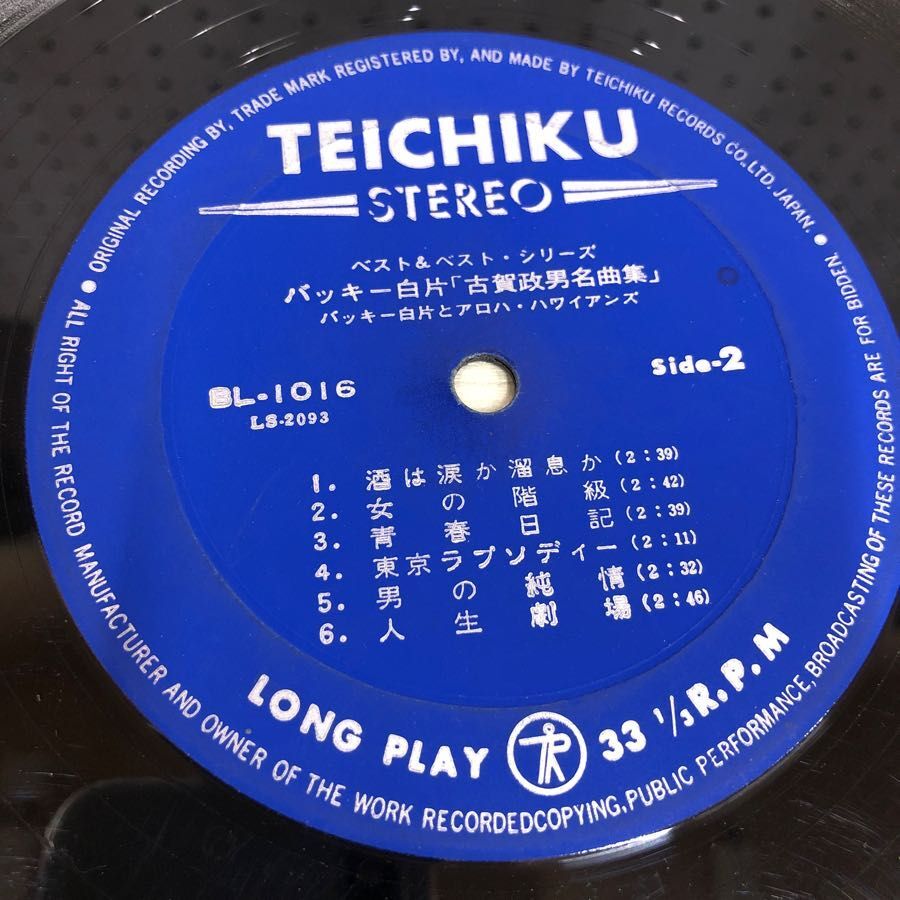 ● ORIGINAL RECORDING BY, TRADE MARK REGISTERED BY, AND MADE BY TEICHIKU RECORDS CO., LTD. JAPAN. ●
TEICHIKU
STEREO
ベスト&ベスト・シリーズ
バッキー白片「古賀政男名曲集」
バッキー白片とアロハ・ハワイアンズ
BL-1016
LS-2093
Side-2
1. 酒は涙か溜息か (2:39)
2. 女の階級 (2:42)
3. 青春日記 (2:39)
4. 東京ラプソディー (2:11)
5. 男の純情 (2:32)
6. 人生劇場 (2:46)
LONG PLAY 33 1/3 R.P.M
ALL RIGHT OF THE RECORD MANUFACTURER AND OWNER OF THE WORK RECORDEDCOPYING, PUBLIC PERFORMANCE, BROADCASTING OF THESE RECORDS ARE FOR BIDDEN.